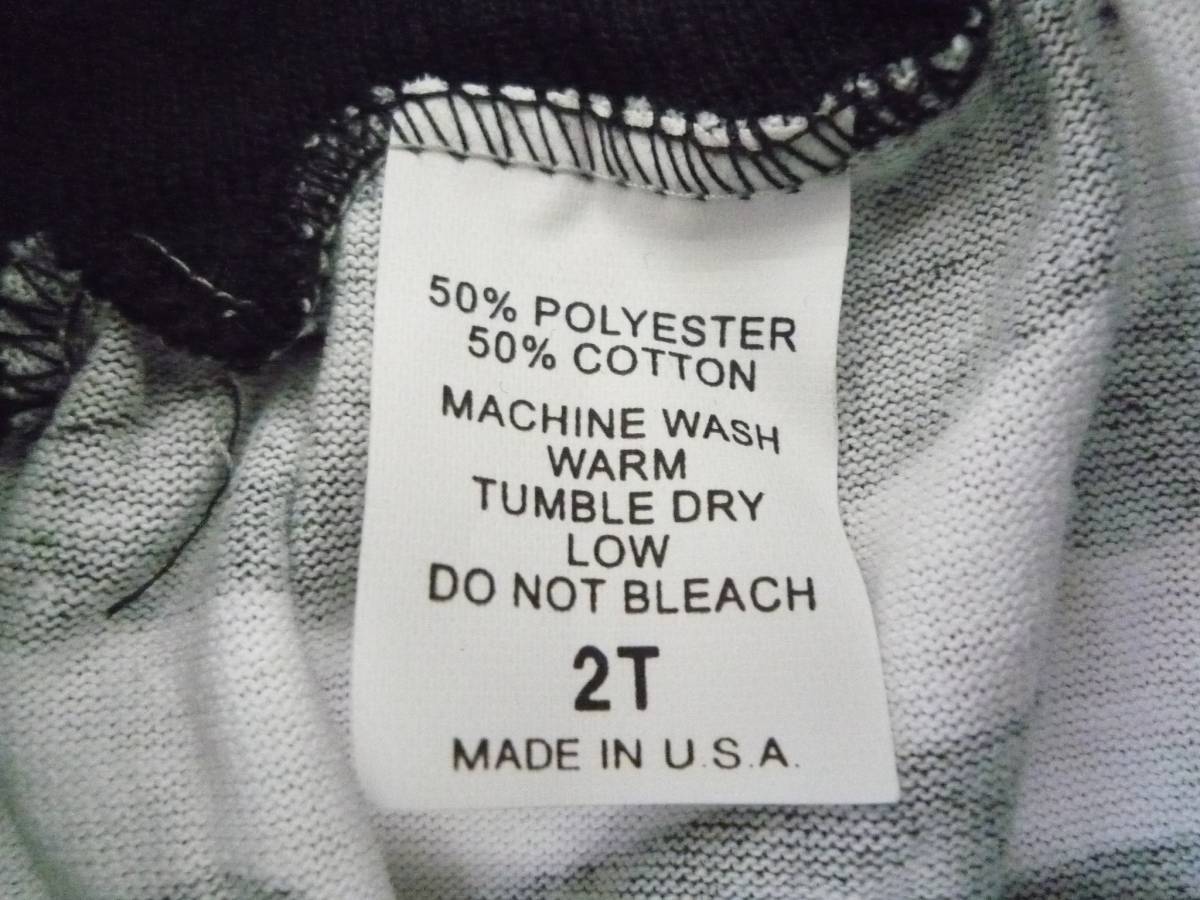 50% POLYESTER
50% COTTON
MACHINE WASH
WARM
TUMBLE DRY
LOW
DO NOT BLEACH
2T
MADE IN U.S.A.